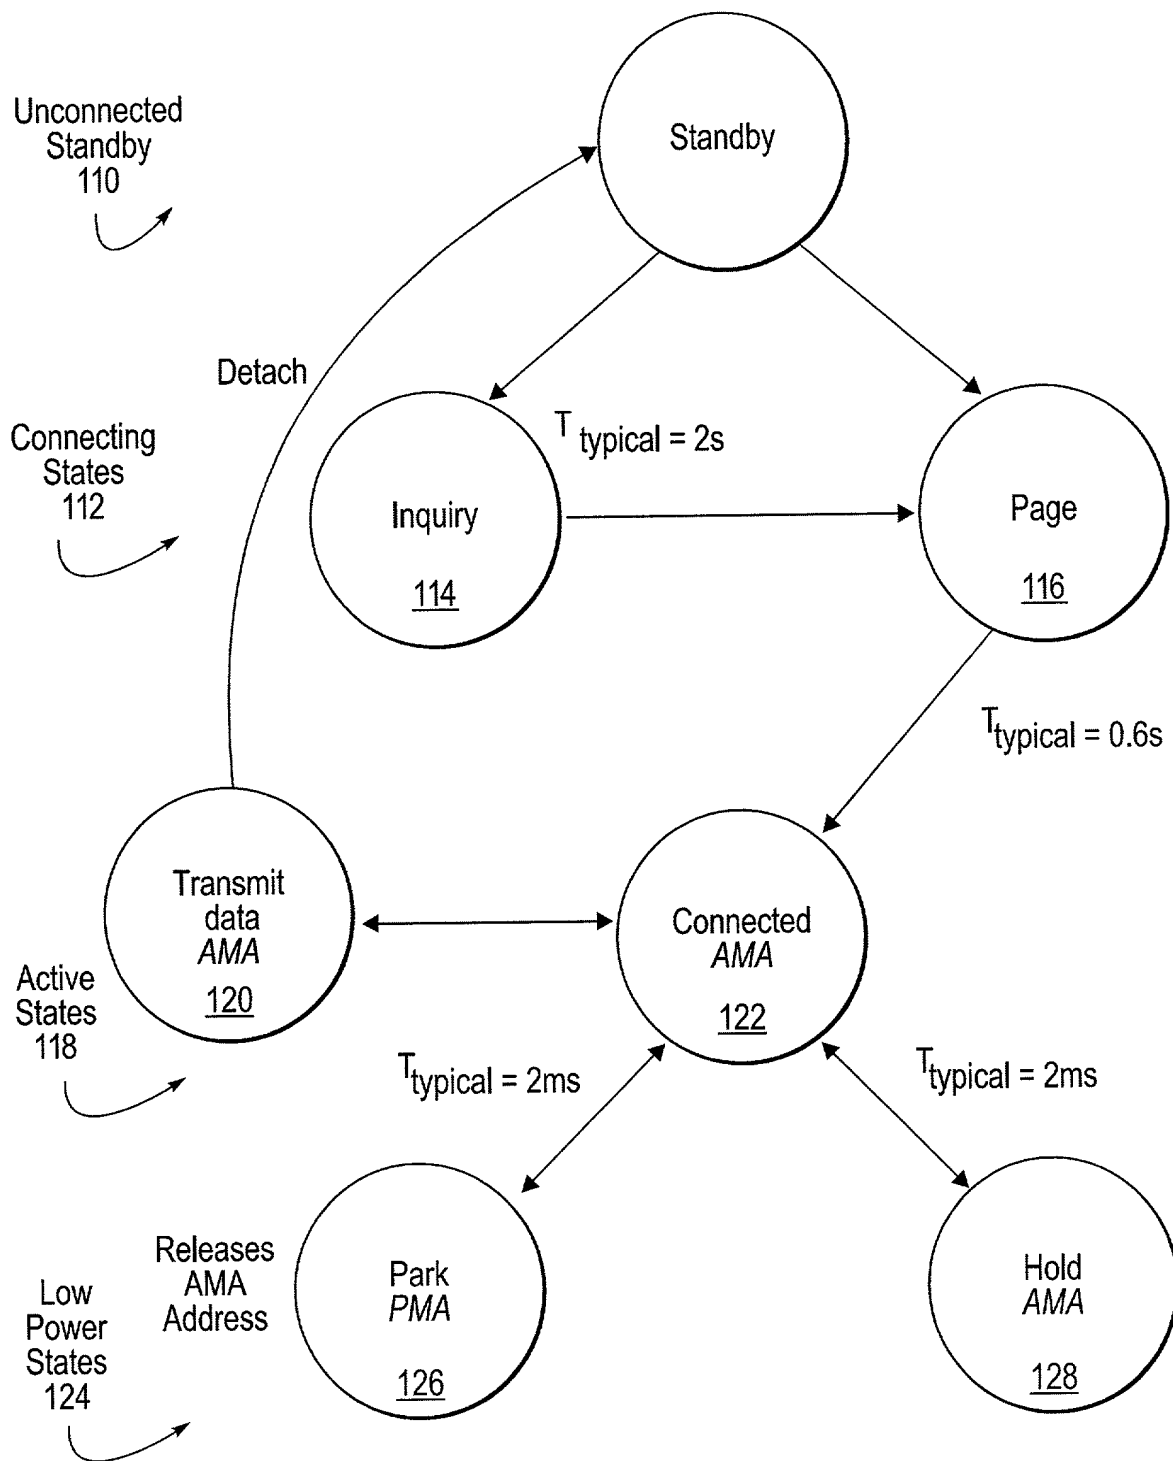 Standby
Unconnected
Standby
110
Detach
Connecting
States
112
T typical = 2s
Inquiry
114
Page
116
Ttypical = 0.6s
Transmit
data
AMA
120
Connected
AMA
122
Active
States
118
Ttypical = 2ms
Ttypical = 2ms
Releases
AMA
Address
Park
PMA
126
Hold
AMA
128
Low
Power
States
124